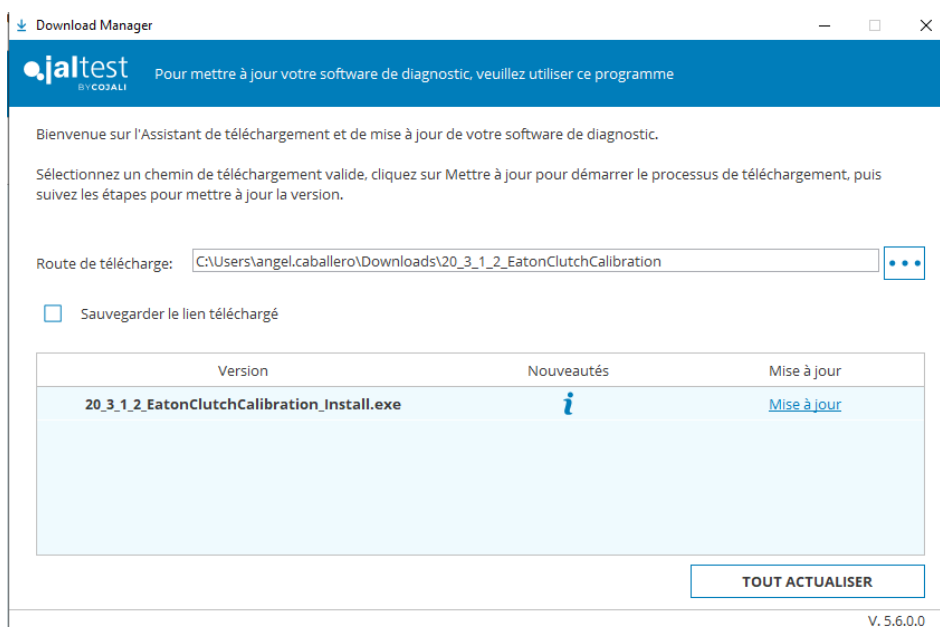 Download Manager
jaltest
BY COJALI
Pour mettre à jour votre software de diagnostic, veuillez utiliser ce programme
Bienvenue sur l'Assistant de téléchargement et de mise à jour de votre software de diagnostic.
Sélectionnez un chemin de téléchargement valide, cliquez sur Mettre à jour pour démarrer le processus de téléchargement, puis
suivez les étapes pour mettre à jour la version.
Route de télécharge: C:\Users\angel.caballero\Downloads\20_3_1_2_EatonClutchCalibration
Sauvegarder le lien téléchargé
Version Nouveautés Mise à jour
20_3_1_2_EatonClutchCalibration_Install.exe i Mise à jour
TOUT ACTUALISER
V. 5.6.0.0